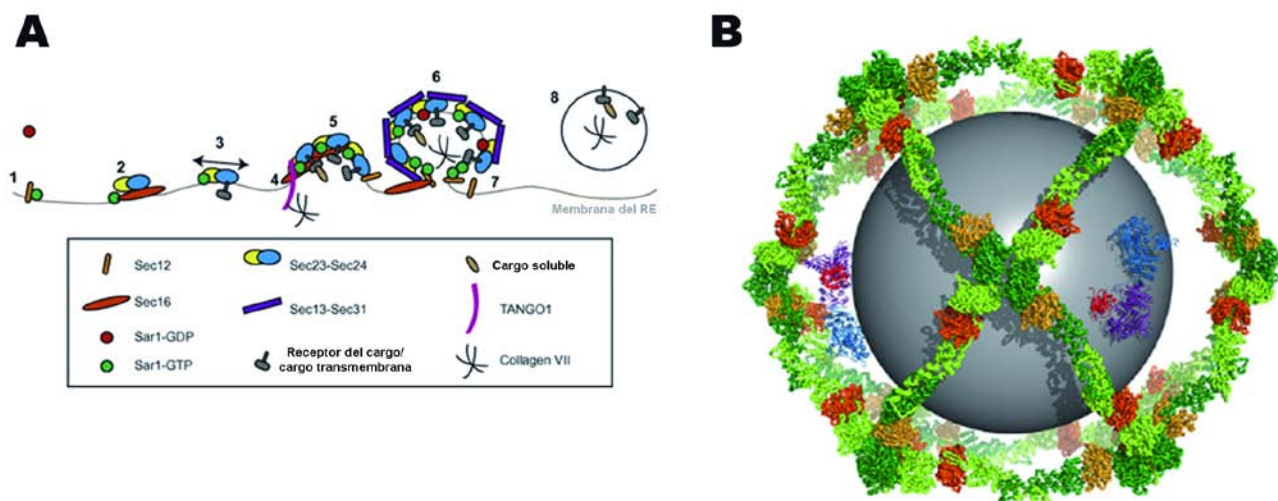 A
B
6
8
5
3
2
1
4
7
Membrana del RE
Sec12
Sec23-Sec24
Cargo soluble
Sec16
Sec13-Sec31
TANGO1
Sar1-GDP
Sar1-GTP
Receptor del cargo/
cargo transmembrana
Collagen VII